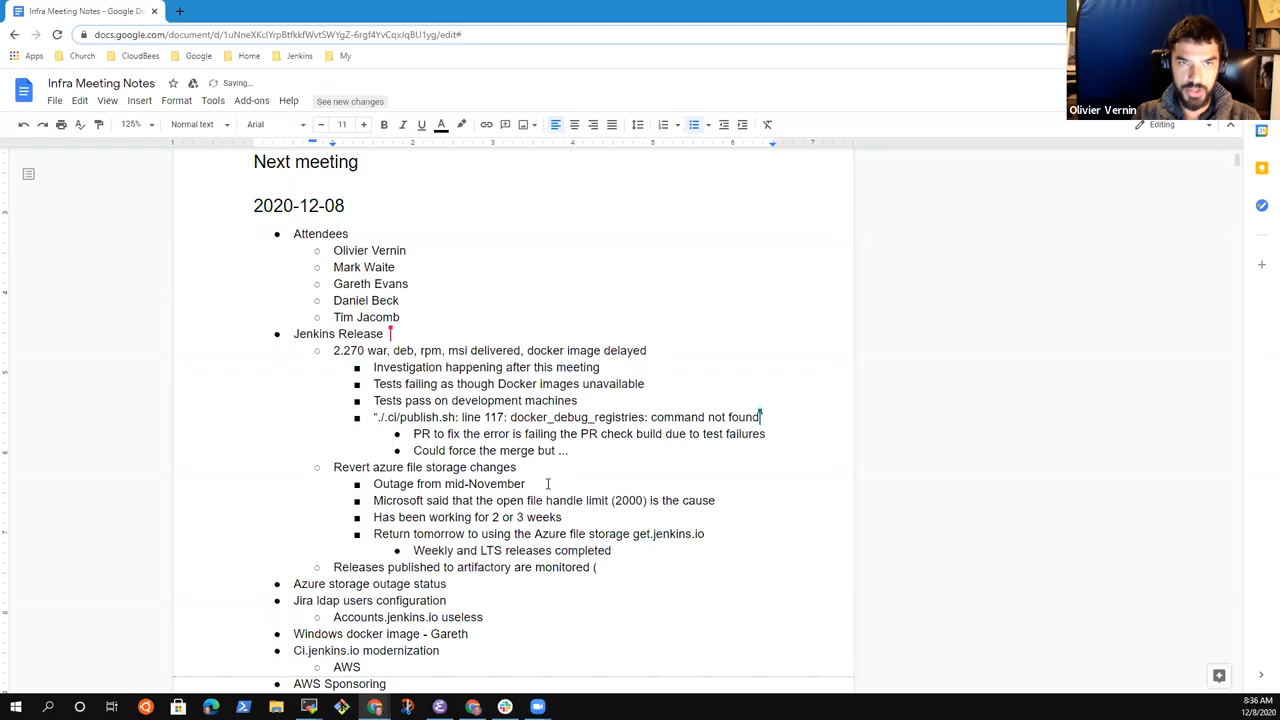 Infra Meeting Notes - Google Do
docs.google.com/document/d/1uNneXKcIYrpBtfkkfWvtSWYgZ-6rgf4YvCqxJqBU1yg/edit#
Apps Church CloudBees Google Home Jenkins My
Infra Meeting Notes Saving...
File Edit View Insert Format Tools Add-ons Help See new changes
125% Normal text Arial 11 Editing
Olivier Vernin
1 2 3 4 5 6 7
Next meeting
2020-12-08
Attendees
Olivier Vernin
Mark Waite
Gareth Evans
Daniel Beck
Tim Jacomb
Jenkins Release
2.270 war, deb, rpm, msi delivered, docker image delayed
Investigation happening after this meeting
Tests failing as though Docker images unavailable
Tests pass on development machines
“./.ci/publish.sh: line 117: docker_debug_registries: command not found”
PR to fix the error is failing the PR check build due to test failures
Could force the merge but ...
Revert azure file storage changes
Outage from mid-November
Microsoft said that the open file handle limit (2000) is the cause
Has been working for 2 or 3 weeks
Return tomorrow to using the Azure file storage get.jenkins.io
Weekly and LTS releases completed
Releases published to artifactory are monitored (
Azure storage outage status
Jira ldap users configuration
Accounts.jenkins.io useless
Windows docker image - Gareth
Ci.jenkins.io modernization
AWS
AWS Sponsoring
8:36 AM
12/8/2020